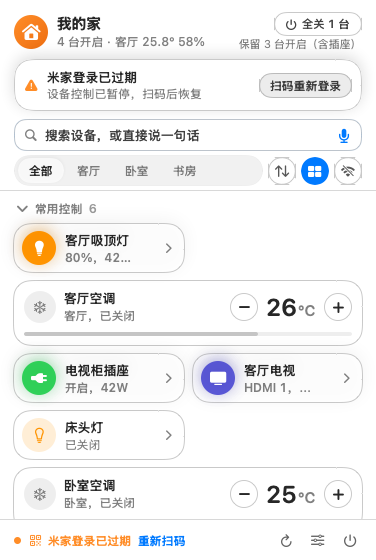 我的家
全关 1 台
4 台开启 · 客厅 25.8° 58%
保留 3 台开启（含插座）
米家登录已过期
设备控制已暂停，扫码后恢复
扫码重新登录
搜索设备，或直接说一句话
全部 客厅 卧室 书房
常用控制 6
客厅吸顶灯
80%，42...
客厅空调
客厅，已关闭
− 26°C +
电视柜插座
开启，42W
客厅电视
HDMI 1，...
床头灯
已关闭
卧室空调
卧室，已关闭
− 25°C +
米家登录已过期 重新扫码